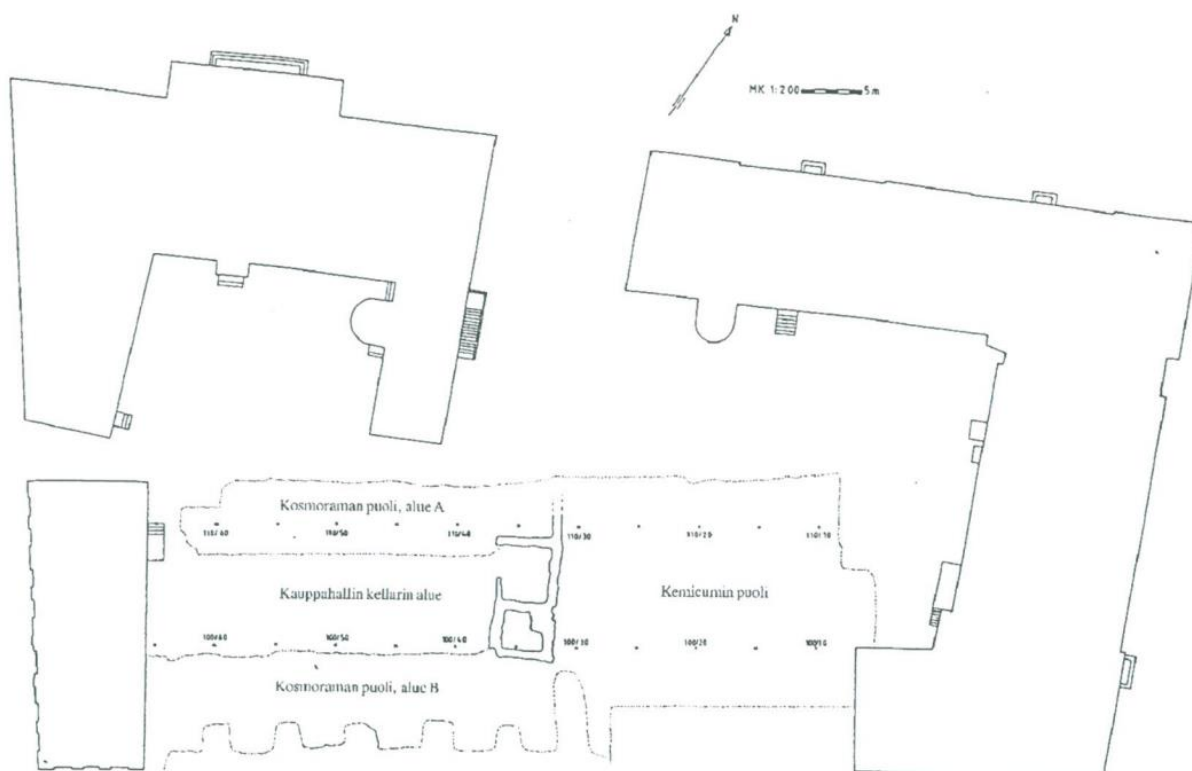 N
MK 1:200 5m
Kosmoraman puoli, alue A
110/60 110/50 110/40 110/30 110/20 110/10
Kauppahallin kellarin alue
Kemicumin puoli
100/60 100/50 100/40 100/30 100/20 100/10
Kosmoraman puoli, alue B